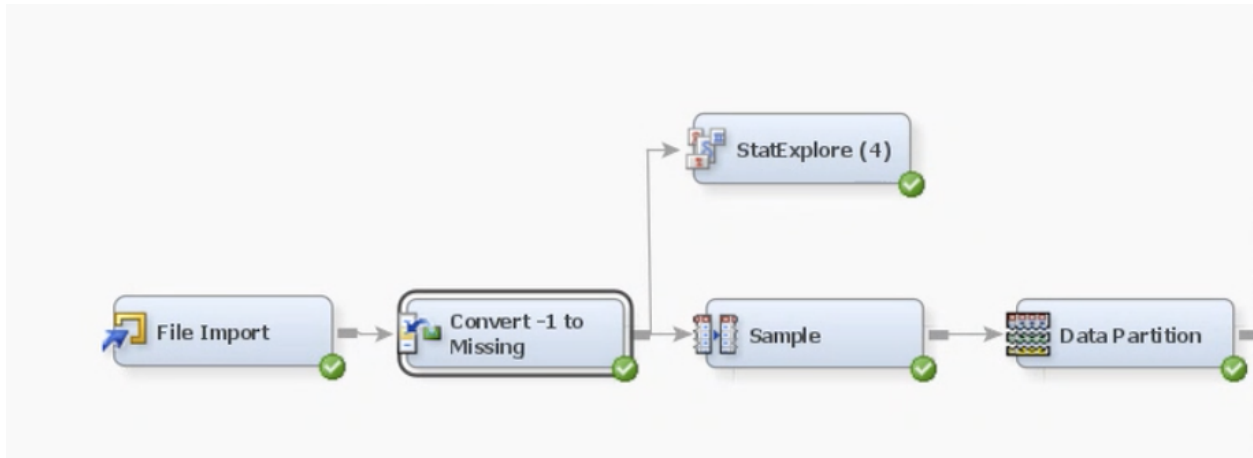 StatExplore (4)
File Import
Convert -1 to
Missing
Sample
Data Partition